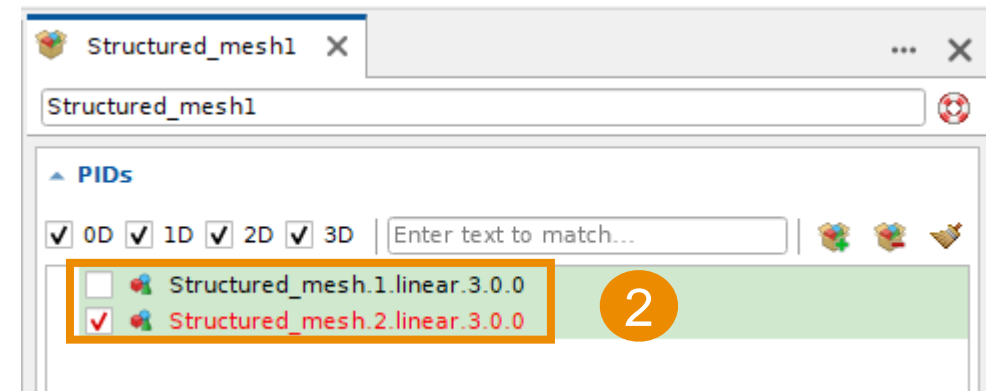 Structured_mesh1
Structured_mesh1
PIDs
0D 1D 2D 3D Enter text to match...
Structured_mesh.1.linear.3.0.0
Structured_mesh.2.linear.3.0.0
2